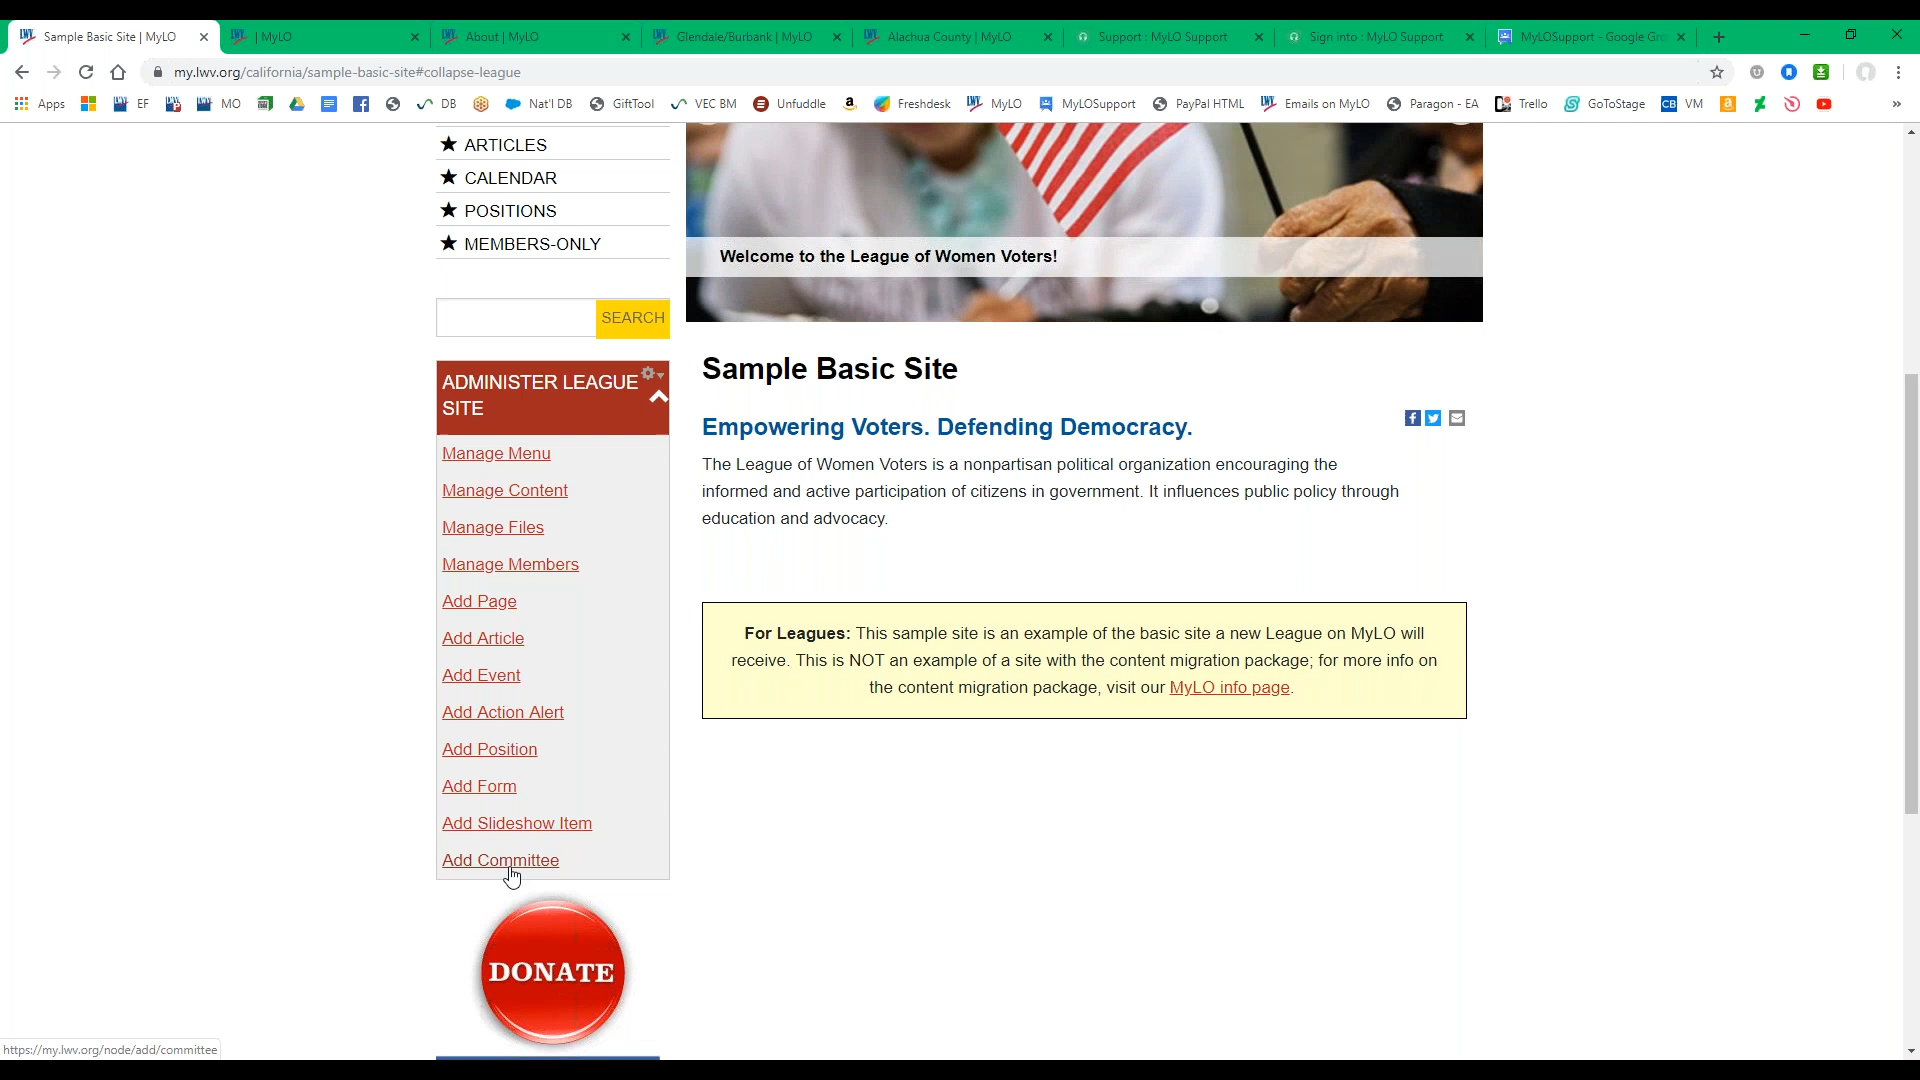 Sample Basic Site | MyLO
| MyLO
About | MyLO
Glendale/Burbank | MyLO
Alachua County | MyLO
Support : MyLO Support
Sign into : MyLO Support
MyLOSupport - Google Gro
my.lwv.org/california/sample-basic-site#collapse-league
Apps
EF
MO
DB
Nat'l DB
GiftTool
VEC BM
Unfuddle
Freshdesk
MyLO
MyLOSupport
PayPal HTML
Emails on MyLO
Paragon - EA
Trello
GoToStage
CB VM
»
★ ARTICLES
★ CALENDAR
★ POSITIONS
★ MEMBERS-ONLY
SEARCH
ADMINISTER LEAGUE
SITE
Manage Menu
Manage Content
Manage Files
Manage Members
Add Page
Add Article
Add Event
Add Action Alert
Add Position
Add Form
Add Slideshow Item
Add Committee
DONATE
Welcome to the League of Women Voters!
Sample Basic Site
Empowering Voters. Defending Democracy.
The League of Women Voters is a nonpartisan political organization encouraging the
informed and active participation of citizens in government. It influences public policy through
education and advocacy.
For Leagues: This sample site is an example of the basic site a new League on MyLO will
receive. This is NOT an example of a site with the content migration package; for more info on
the content migration package, visit our MyLO info page.
https://my.lwv.org/node/add/committee